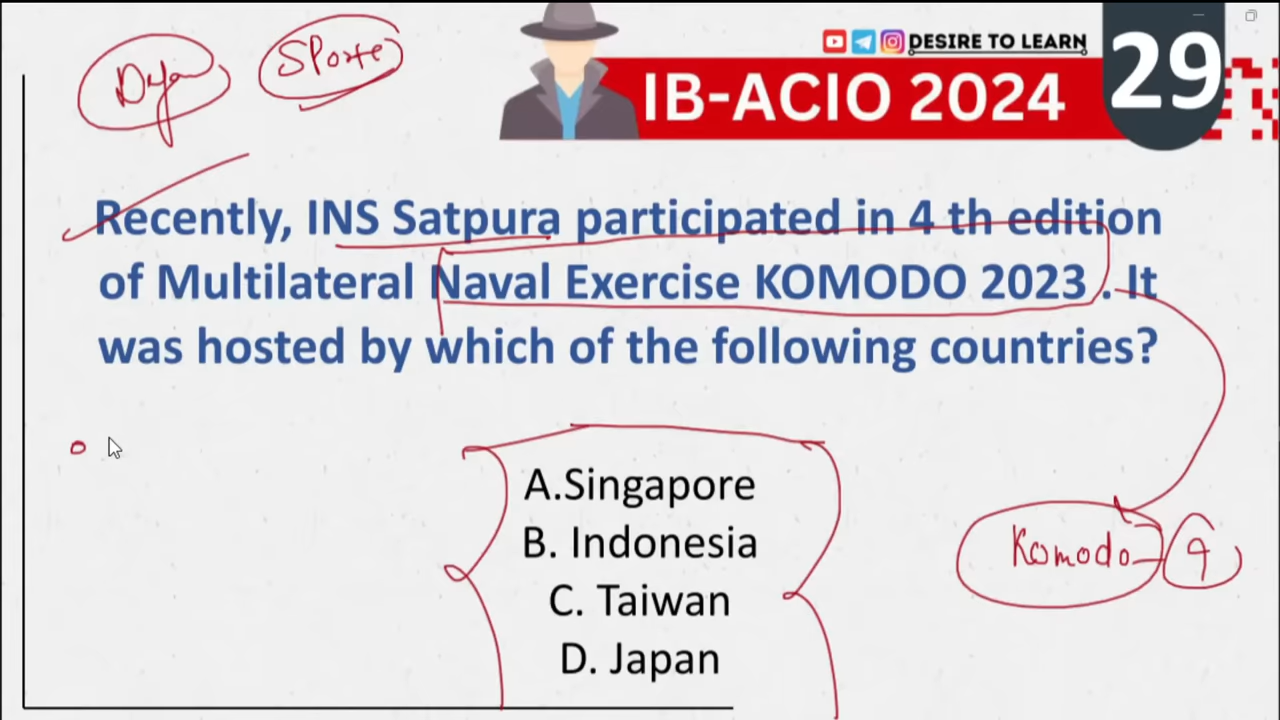 Sports
DESIRE TO LEARN
29
IB-ACIO 2024
Recently, INS Satpura participated in 4 th edition
of Multilateral Naval Exercise KOMODO 2023 . It
was hosted by which of the following countries?
A.Singapore
B. Indonesia
C. Taiwan
D. Japan
Komodo